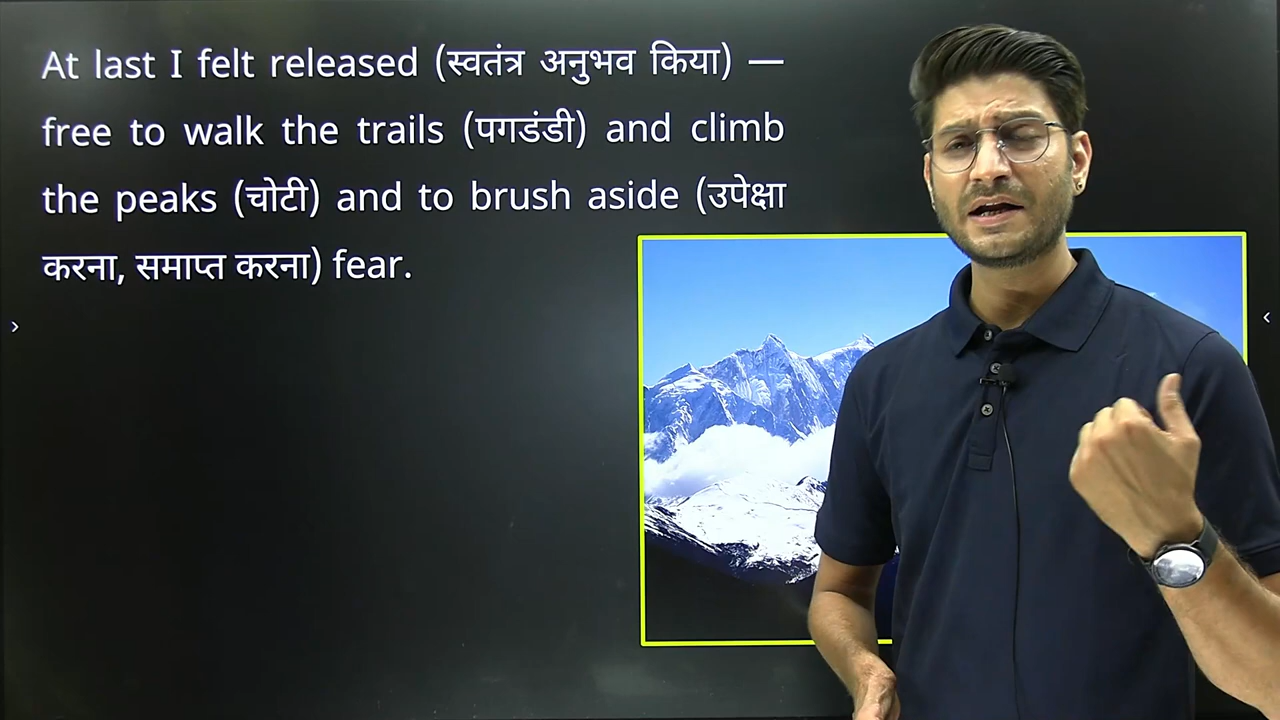 At last I felt released (स्वतंत्र अनुभव किया) —
free to walk the trails (पगडंडी) and climb
the peaks (चोटी) and to brush aside (उपेक्षा
करना, समाप्त करना) fear.